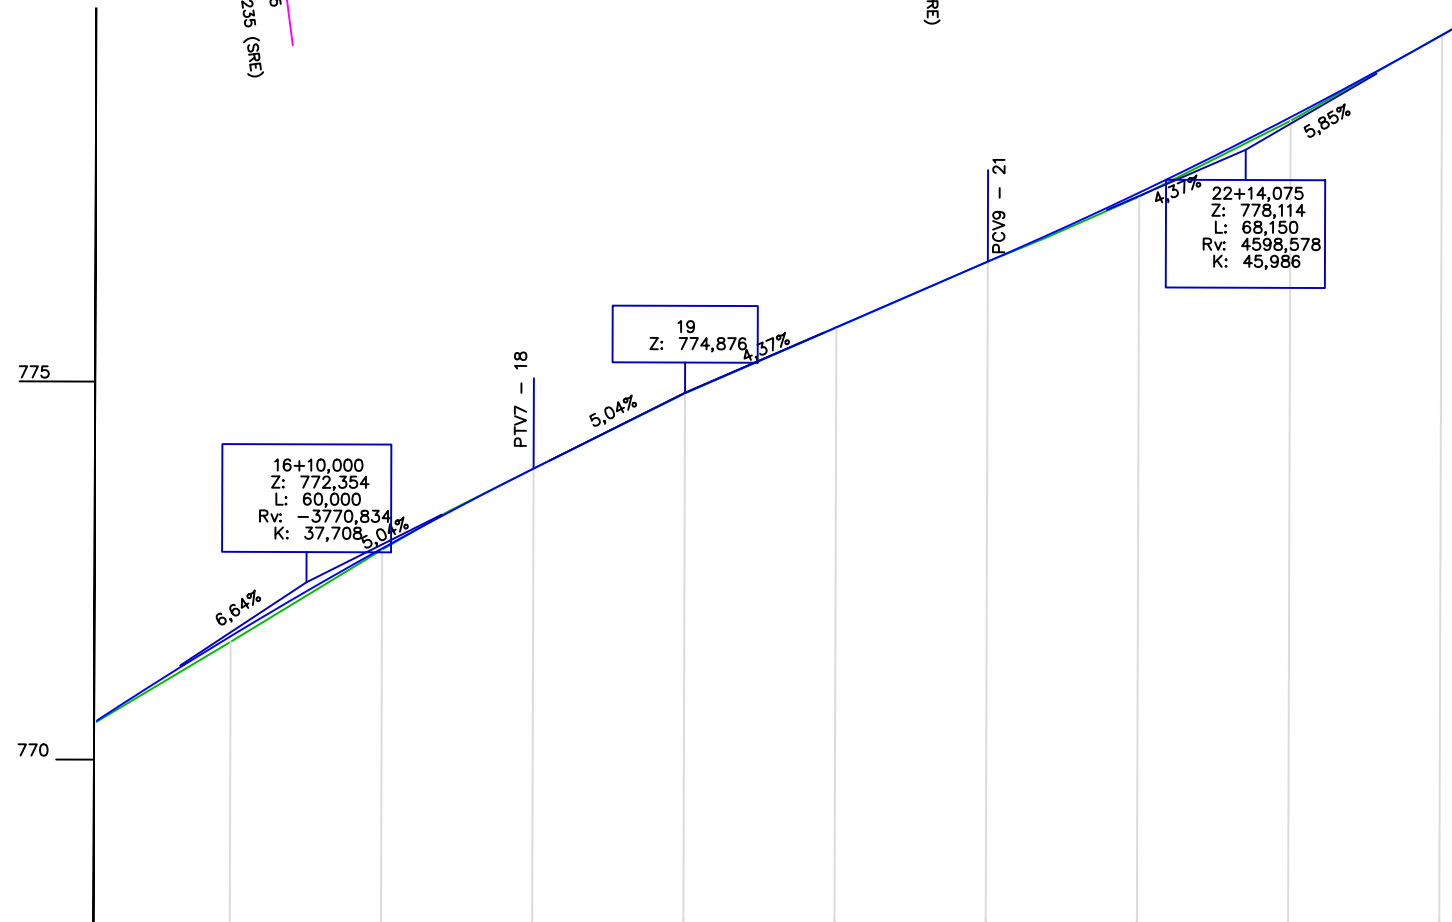 235 (SRE)
RE)
5,85%
PCV9 - 21
4,37%
22+14,075
Z: 778,114
L: 68,150
Rv: 4598,578
K: 45,986
19
Z: 774,876
4,37%
775
PTV7 - 18
5,04%
16+10,000
Z: 772,354
L: 60,000
Rv: -3770,834
K: 37,708
5,04%
6,64%
770